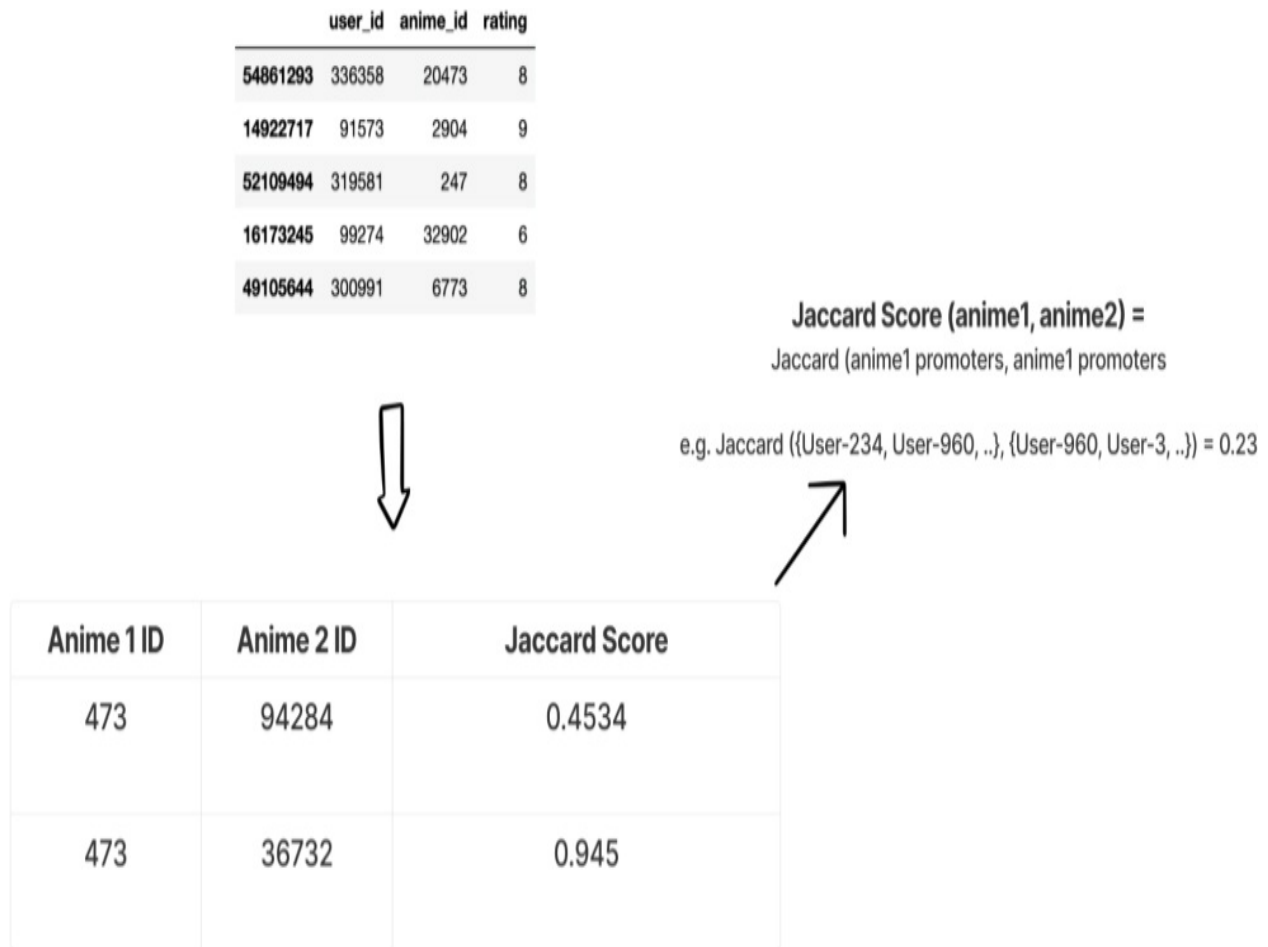 user_id anime_id rating
54861293 336358 20473 8
14922717 91573 2904 9
52109494 319581 247 8
16173245 99274 32902 6
49105644 300991 6773 8
Jaccard Score (anime1, anime2) =
Jaccard (anime1 promoters, anime1 promoters
e.g. Jaccard ({User-234, User-960, ..}, {User-960, User-3, ..}) = 0.23
Anime 1 ID Anime 2 ID Jaccard Score
473 94284 0.4534
473 36732 0.945